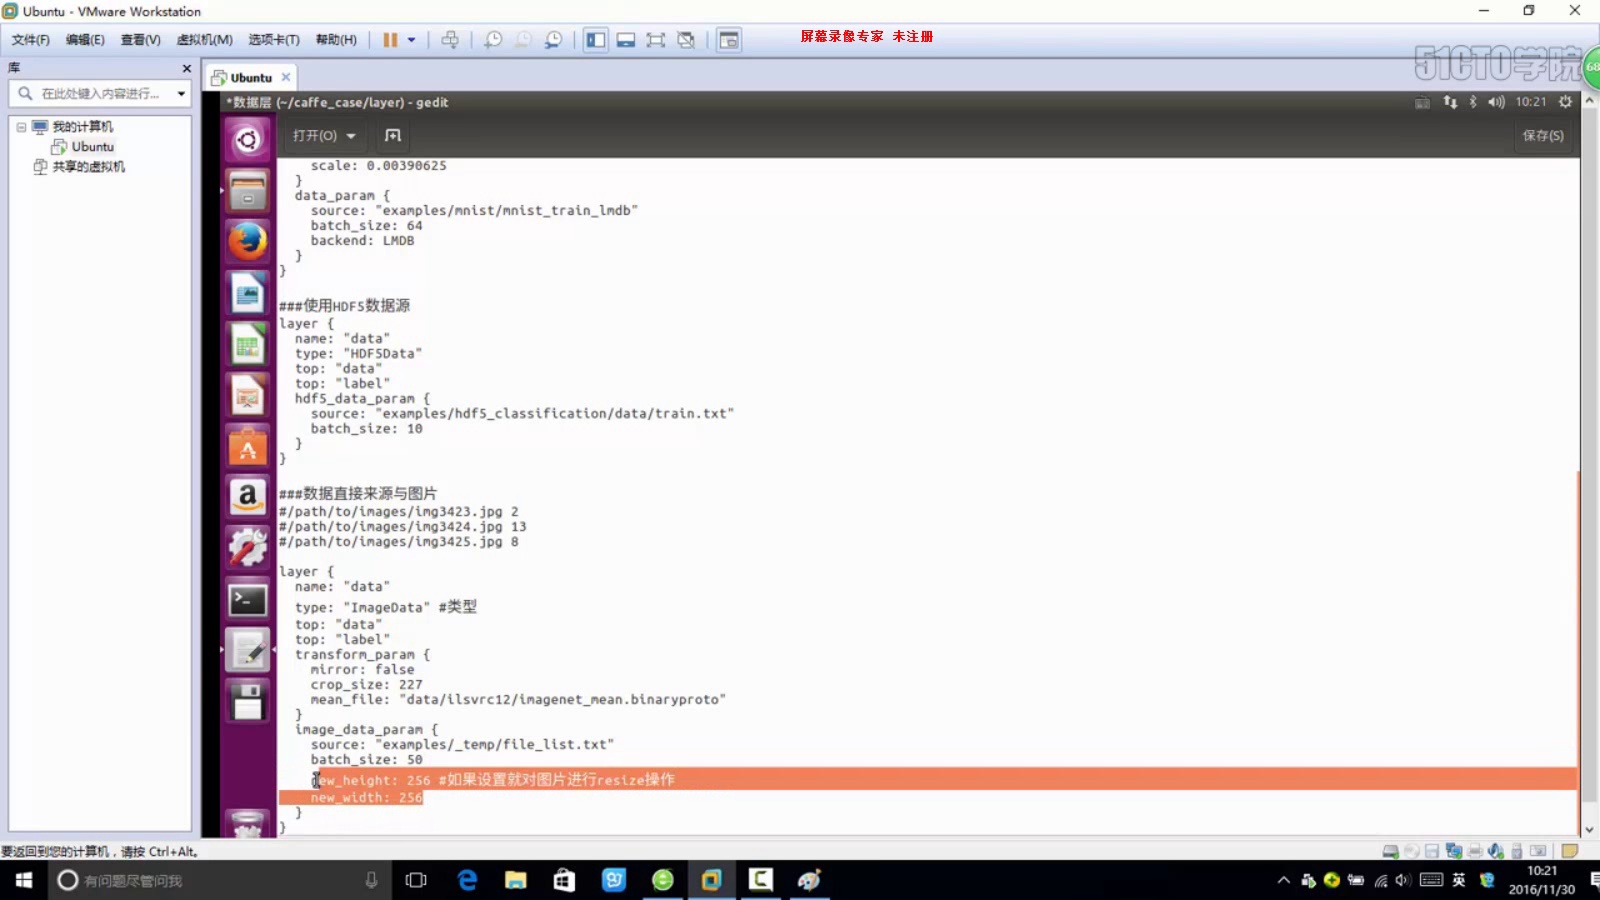 Ubuntu - VMware Workstation
文件(F) 编辑(E) 查看(V) 虚拟机(M) 选项卡(T) 帮助(H)
屏幕录像专家 未注册
51CTO学院
68
库
在此处键入内容进行...
我的计算机
Ubuntu
共享的虚拟机
Ubuntu
*数据层 (~/caffe_case/layer) - gedit
10:21
打开(O)
保存(S)
scale: 0.00390625
}
data_param {
source: "examples/mnist/mnist_train_lmdb"
batch_size: 64
backend: LMDB
}
}
###使用HDF5数据源
layer {
name: "data"
type: "HDF5Data"
top: "data"
top: "label"
hdf5_data_param {
source: "examples/hdf5_classification/data/train.txt"
batch_size: 10
}
}
###数据直接来源与图片
#/path/to/images/img3423.jpg 2
#/path/to/images/img3424.jpg 13
#/path/to/images/img3425.jpg 8
layer {
name: "data"
type: "ImageData" #类型
top: "data"
top: "label"
transform_param {
mirror: false
crop_size: 227
mean_file: "data/ilsvrc12/imagenet_mean.binaryproto"
}
image_data_param {
source: "examples/_temp/file_list.txt"
batch_size: 50
new_height: 256 #如果设置就对图片进行resize操作
new_width: 256
}
}
要返回到您的计算机，请按 Ctrl+Alt。
有问题尽管问我
英
10:21
2016/11/30